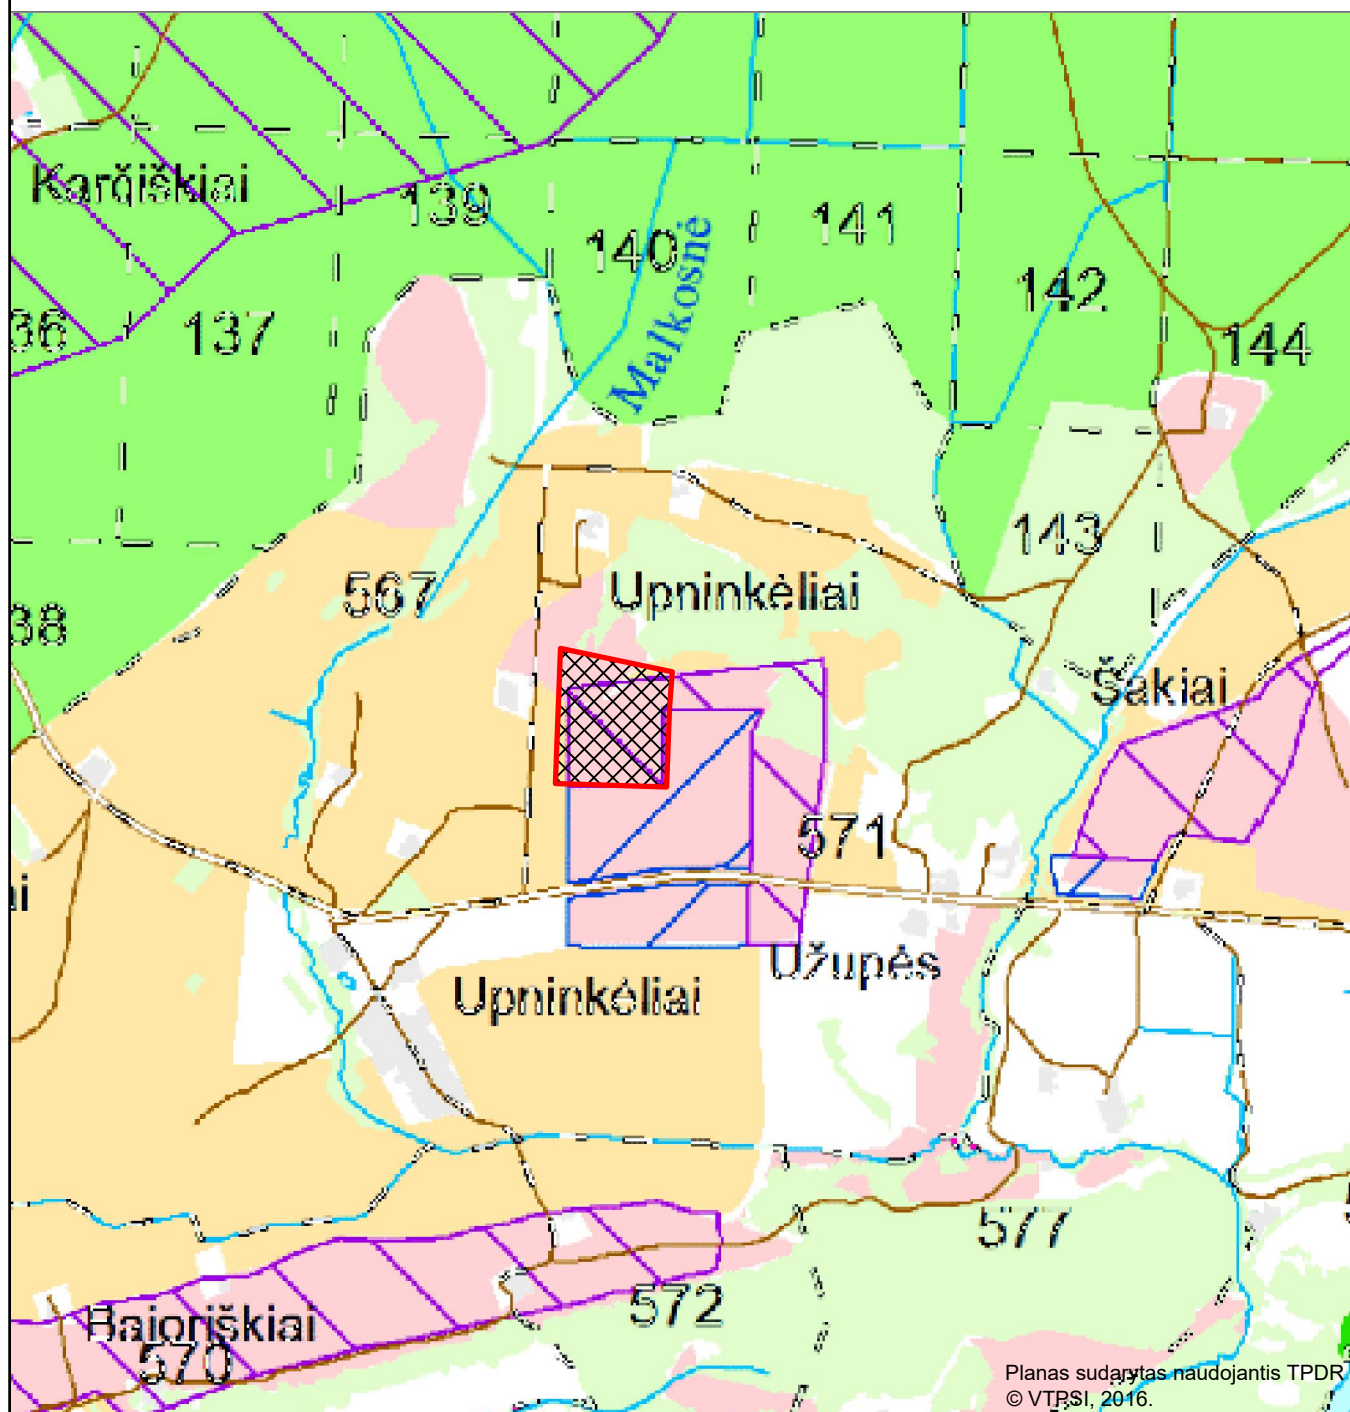 Karčiškiai
139
140
Malkosnė
141
142
36
137
144
143
567
Upninkėliai
38
Šakiai
571
Užupės
Upninkėliai
577
572
Bajoriškiai
570
Planas sudarytas naudojantis TPDR
© VTPSI, 2016.